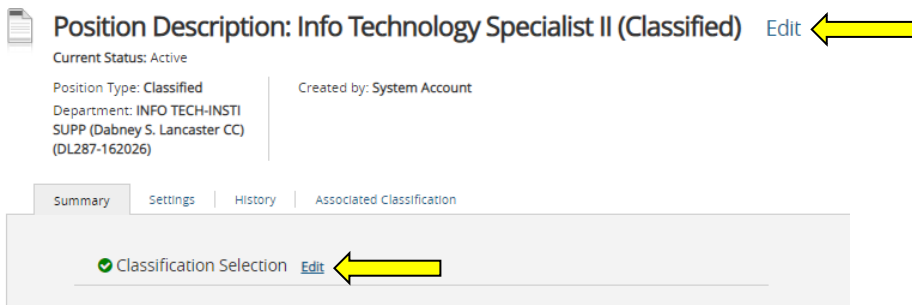 Position Description: Info Technology Specialist II (Classified) Edit
Current Status: Active
Position Type: Classified
Created by: System Account
Department: INFO TECH-INSTI
SUPP (Dabney S. Lancaster CC)
(DL287-162026)
Summary Settings History Associated Classification
Classification Selection Edit